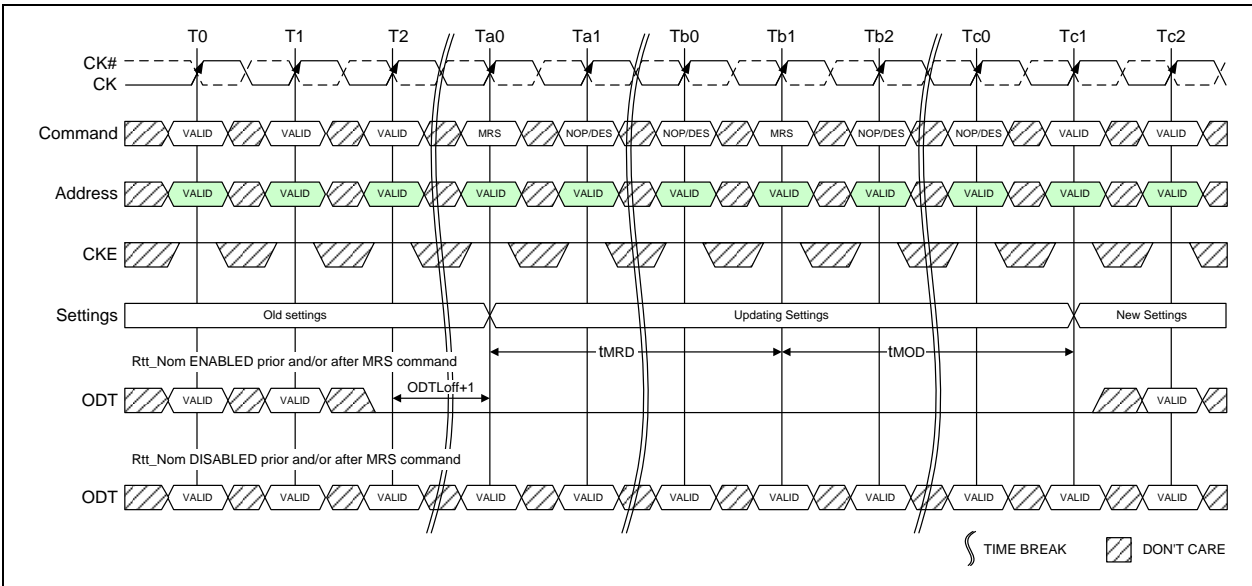 T0 T1 T2 Ta0 Ta1 Tb0 Tb1 Tb2 Tc0 Tc1 Tc2
CK#
CK
Command VALID VALID VALID MRS NOP/DES NOP/DES MRS NOP/DES NOP/DES VALID VALID
Address VALID VALID VALID VALID VALID VALID VALID VALID VALID VALID VALID
CKE
Settings Old settings Updating Settings New Settings
tMRD tMOD
Rtt_Nom ENABLED prior and/or after MRS command
ODTLoff+1
ODT VALID VALID VALID
Rtt_Nom DISABLED prior and/or after MRS command
ODT VALID VALID VALID VALID VALID VALID VALID VALID VALID VALID VALID
TIME BREAK DON'T CARE